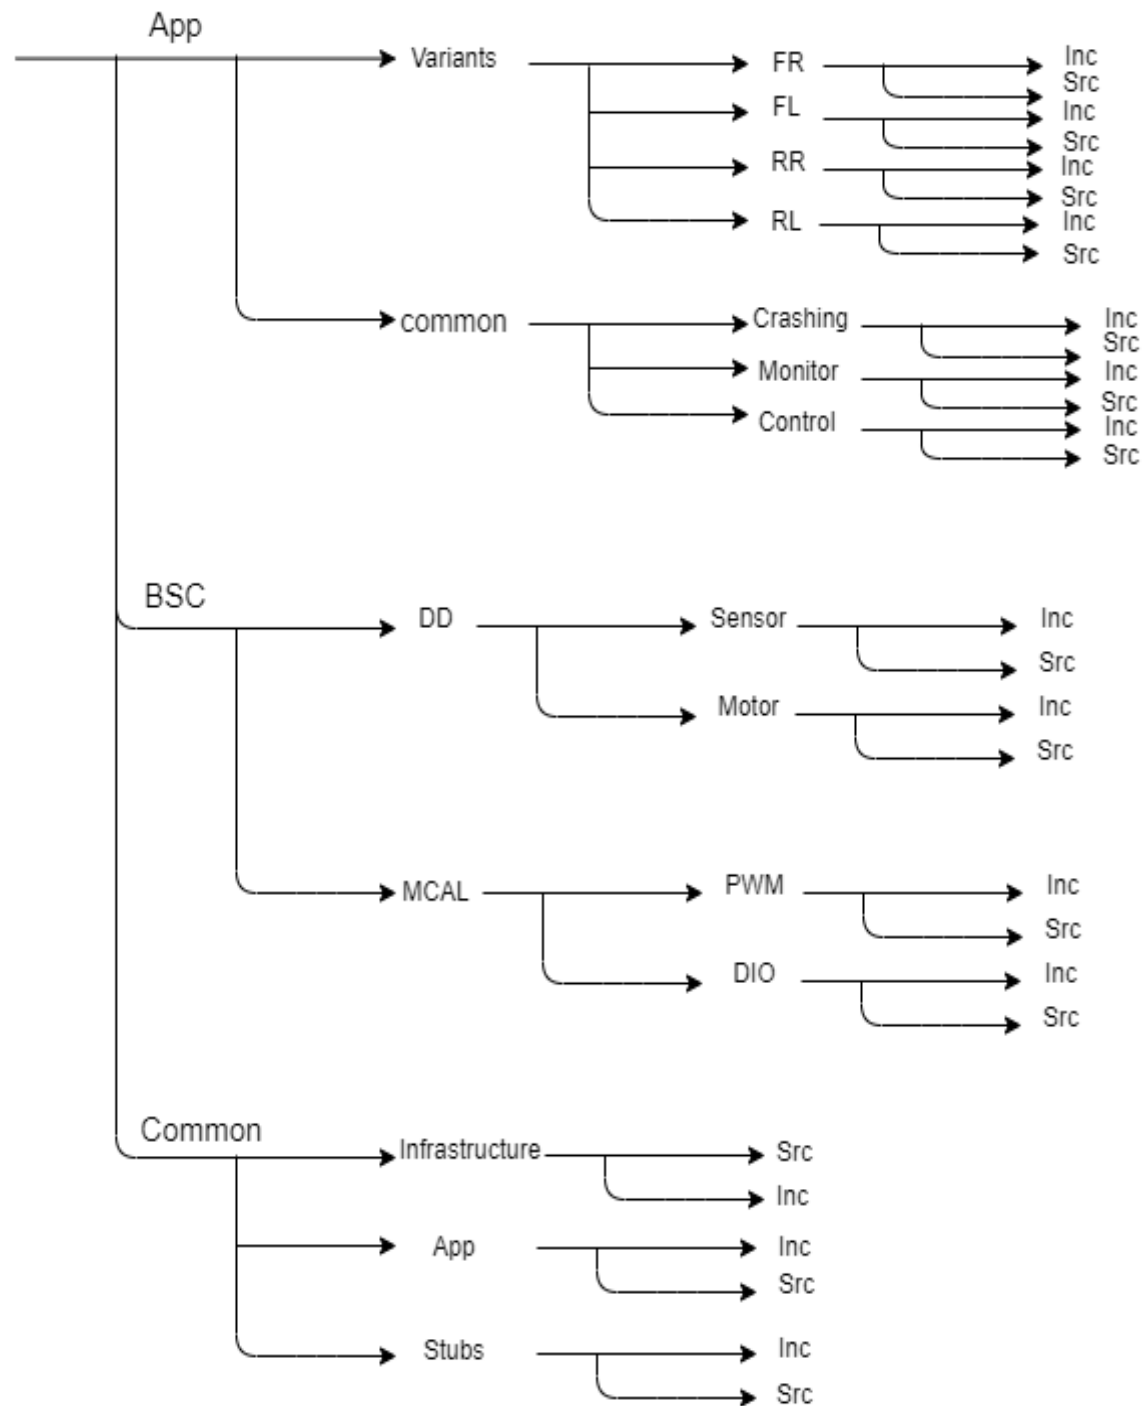 App
Variants
FR
Inc
Src
FL
Inc
Src
RR
Inc
Src
RL
Inc
Src
common
Crashing
Inc
Src
Monitor
Inc
Src
Control
Inc
Src
BSC
DD
Sensor
Inc
Src
Motor
Inc
Src
MCAL
PWM
Inc
Src
DIO
Inc
Src
Common
Infrastructure
Src
Inc
App
Inc
Src
Stubs
Inc
Src